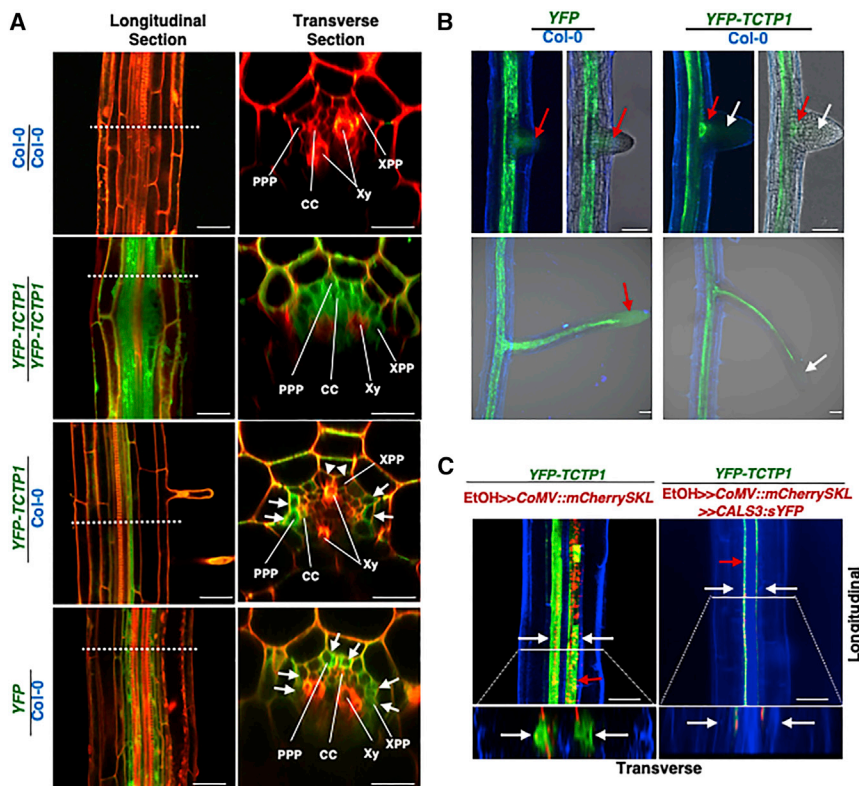 A
Longitudinal Section
Transverse Section
Col-0
Col-0
PPP
CC
Xy
XPP
YFP-TCTP1
YFP-TCTP1
PPP
CC
Xy
XPP
YFP-TCTP1
Col-0
XPP
PPP
CC
Xy
YFP
Col-0
PPP
CC
Xy
XPP
B
YFP
Col-0
YFP-TCTP1
Col-0
C
YFP-TCTP1
EtOH>>CoMV::mCherrySKL
YFP-TCTP1
EtOH>>CoMV::mCherrySKL
>>CALS3:sYFP
Longitudinal
Transverse